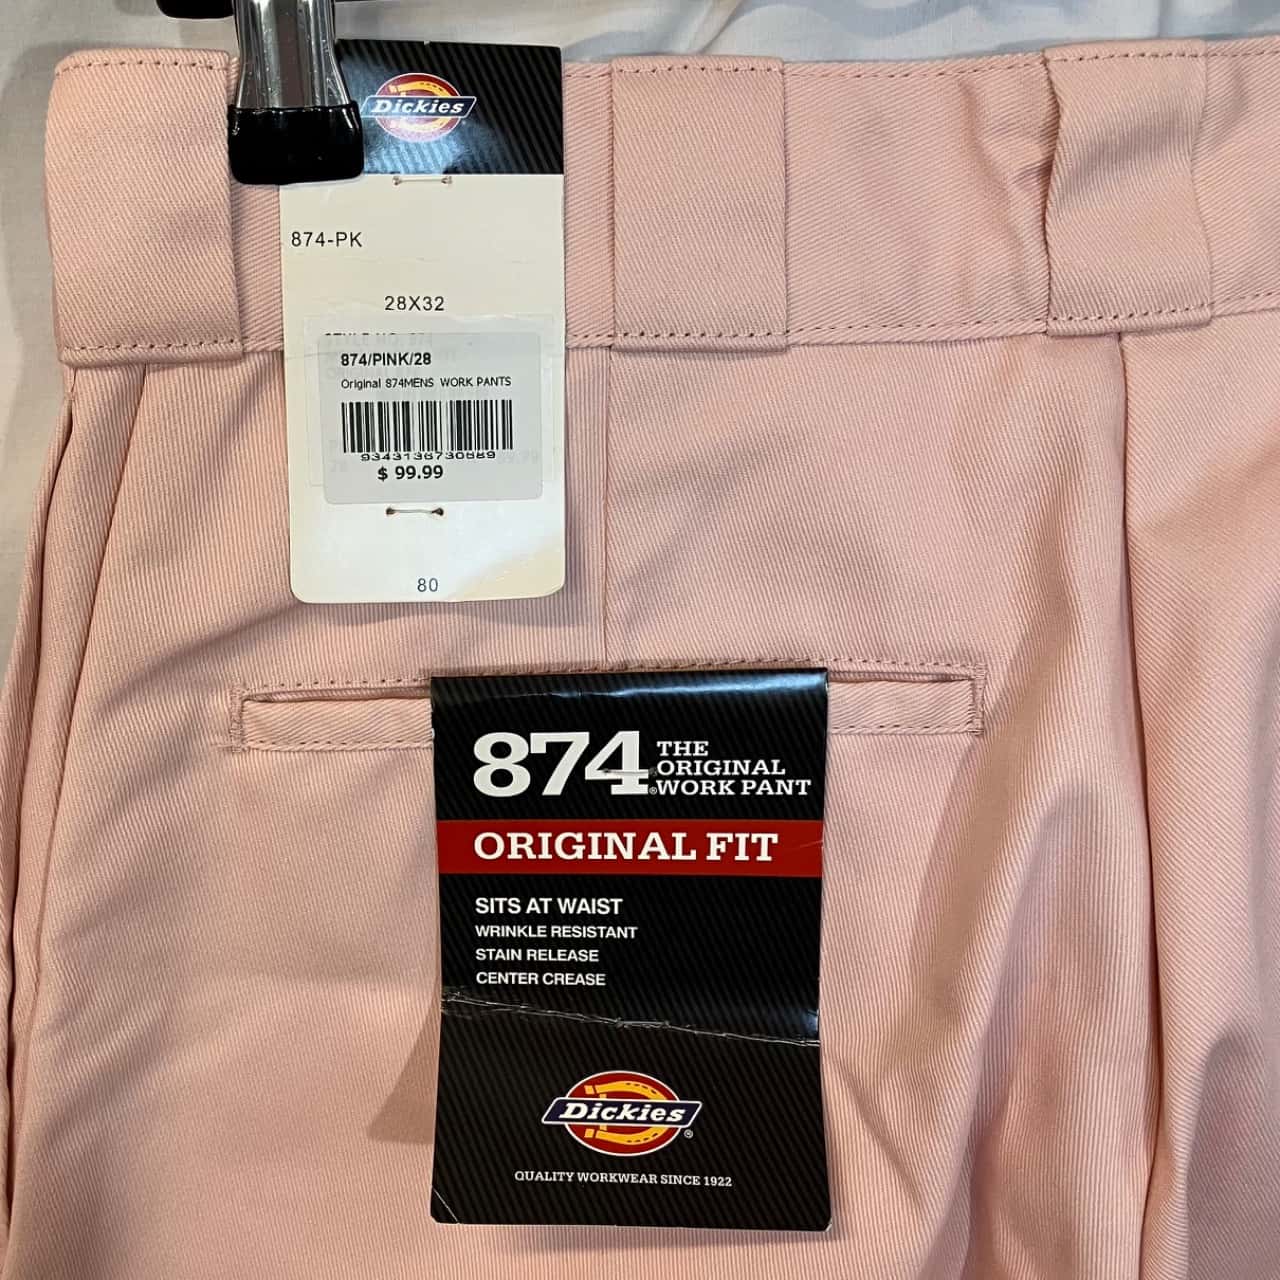 Dickies
874-PK
28X32
874/PINK/28
Original 874MENS WORK PANTS
9343136730689
$ 99.99
80
874® THE ORIGINAL WORK PANT
ORIGINAL FIT
SITS AT WAIST
WRINKLE RESISTANT
STAIN RELEASE
CENTER CREASE
Dickies®
QUALITY WORKWEAR SINCE 1922